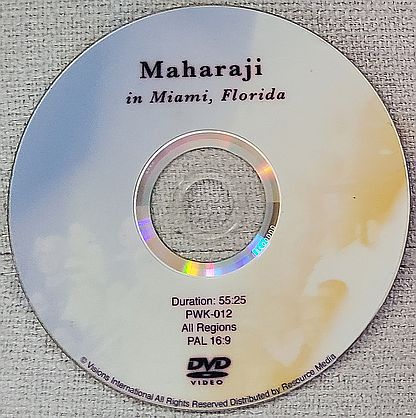 Maharaji
in Miami, Florida
Duration: 55:25
PWK-012
All Regions
PAL 16:9
DVD
VIDEO
© Visions International All Rights Reserved Distributed by Resource Media